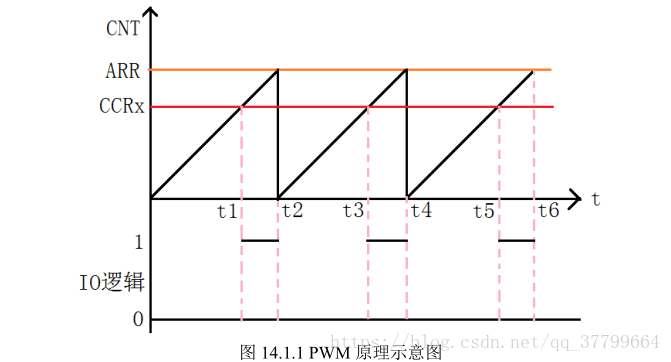 CNT
ARR
CCRx
t
t1 t2 t3 t4 t5 t6
1
IO逻辑
0
https://blog.csdn.net/qq_37799664
图 14.1.1 PWM 原理示意图